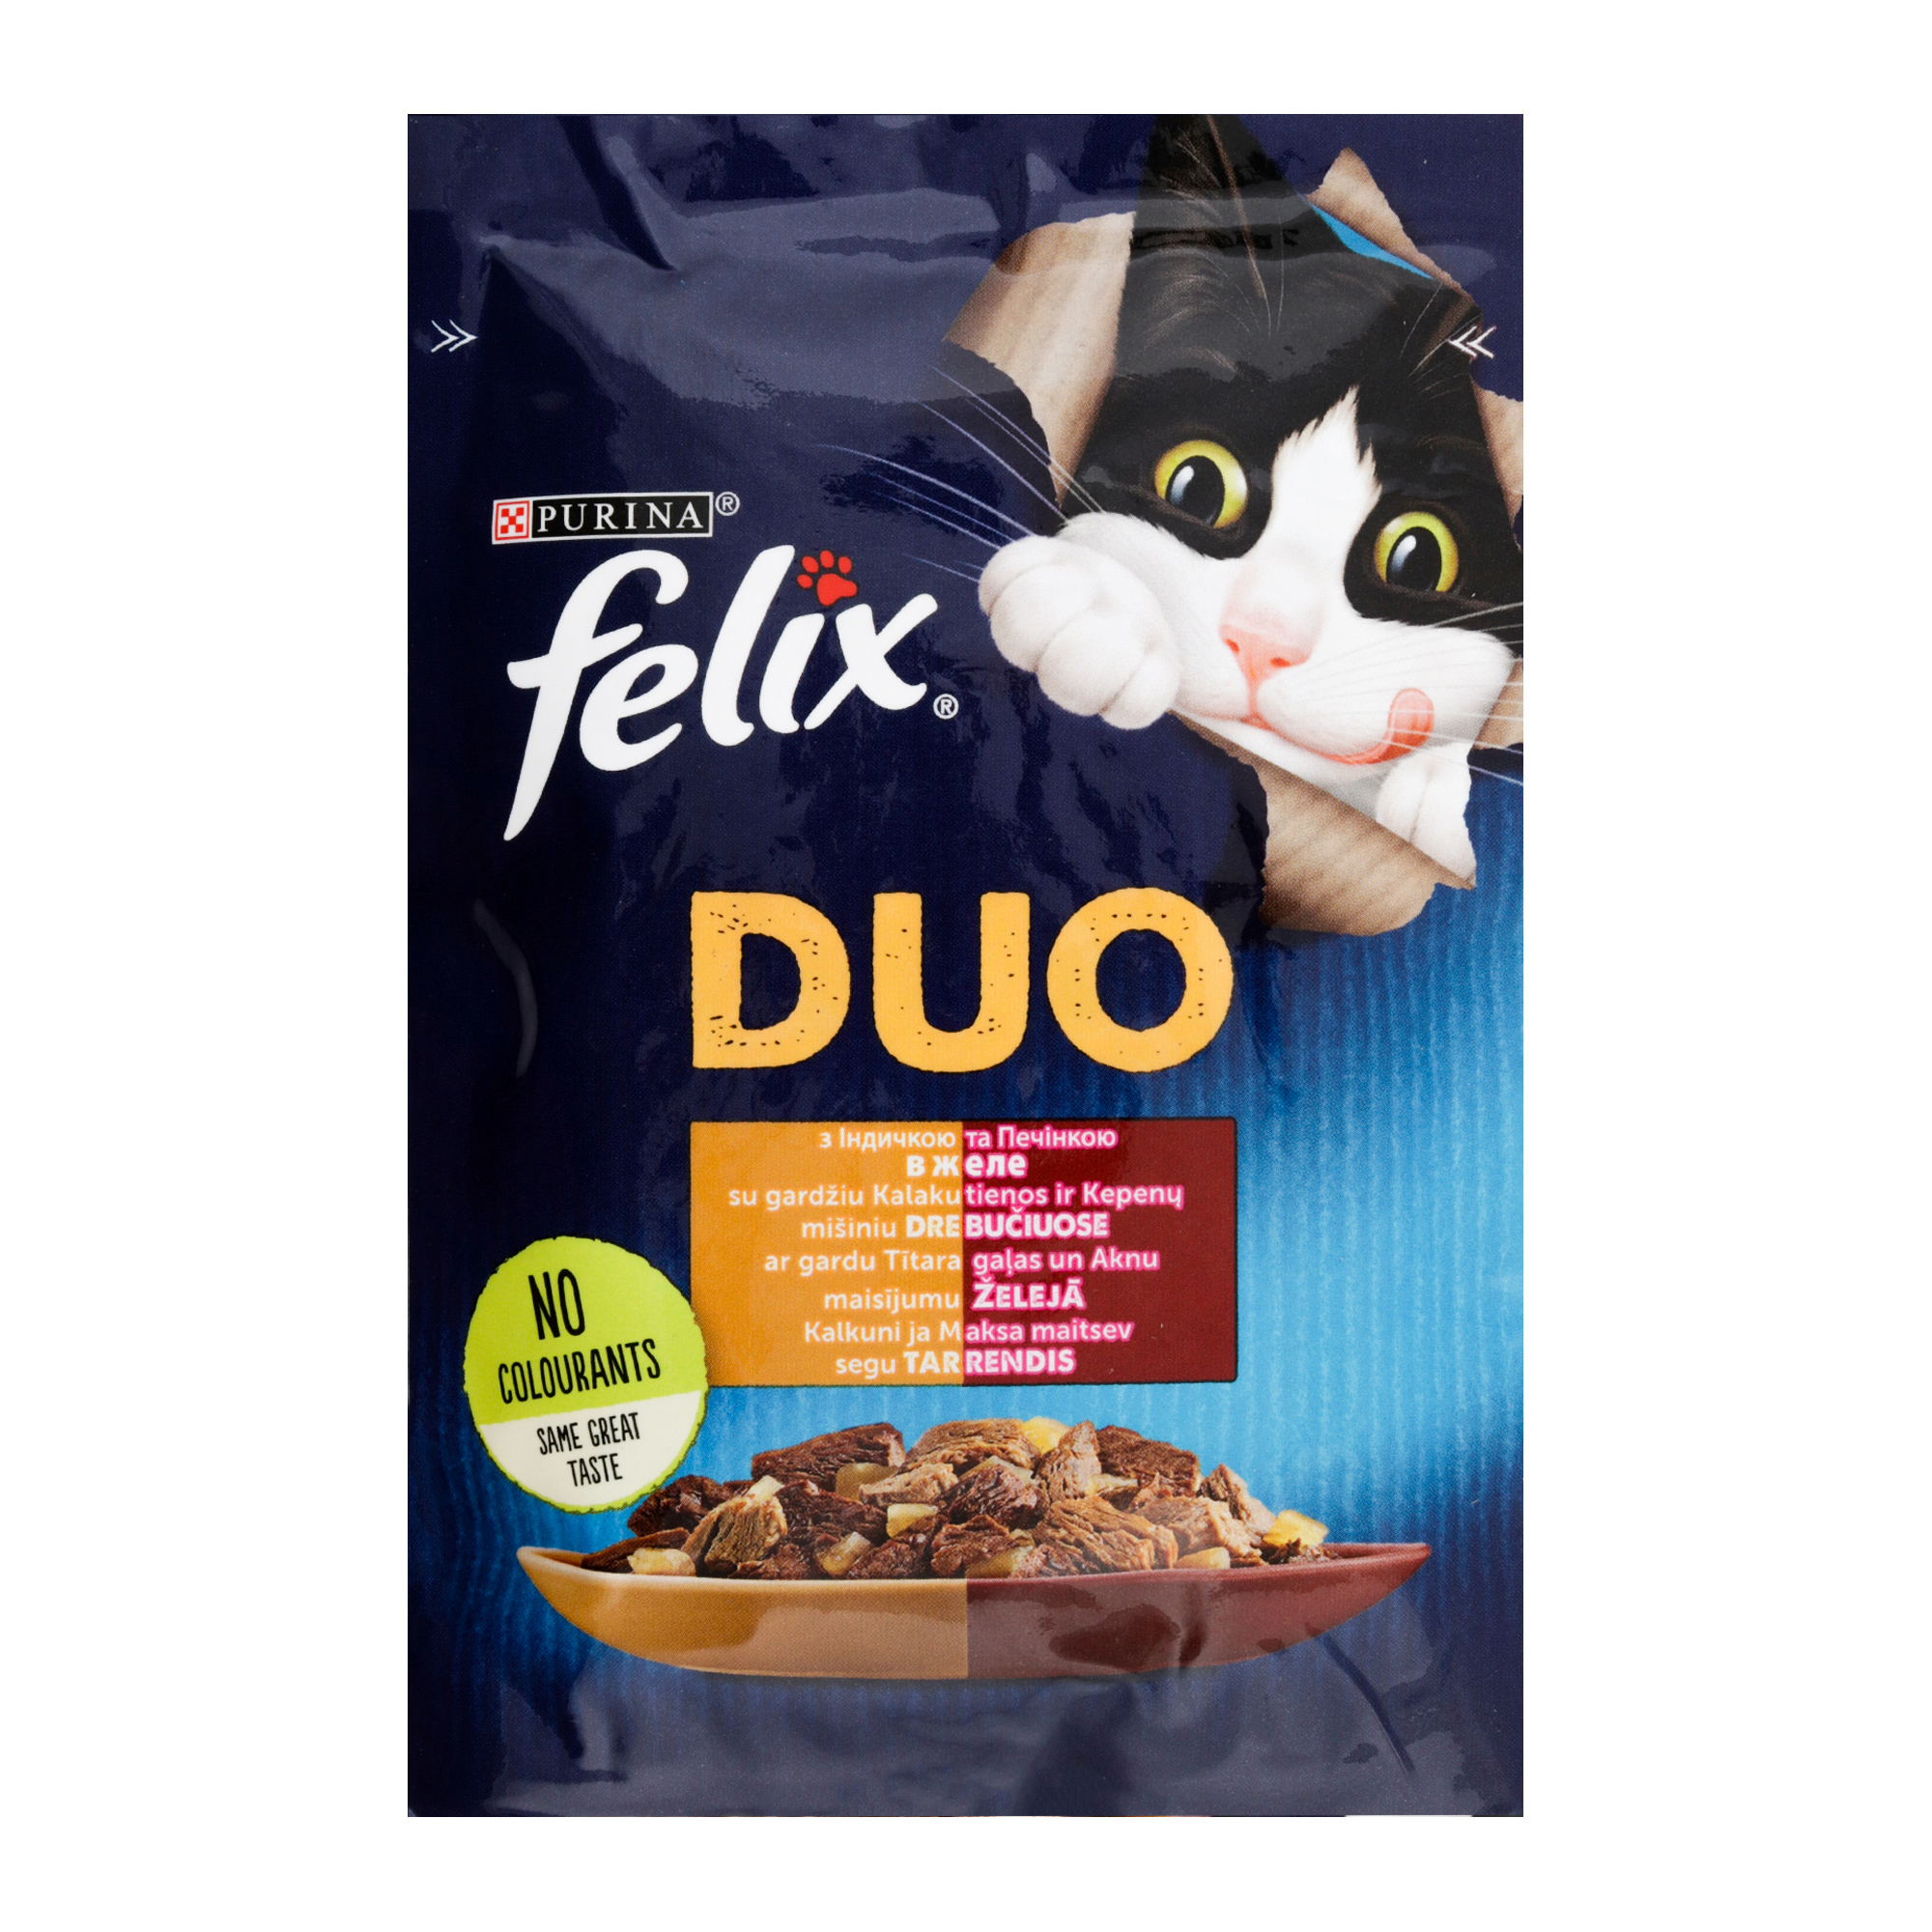 PURINA®
felix®
DUO
з Індичкою та Печінкою
в желе
su gardžiu Kalakutienos ir Kepenų
mišiniu DREBUČIUOSE
ar gardu Tītara gaļas un Aknu
maisījumu ŽELEJĀ
Kalkuni ja Maksa maitsev
segu TARRENDIS
NO
COLOURANTS
SAME GREAT
TASTE